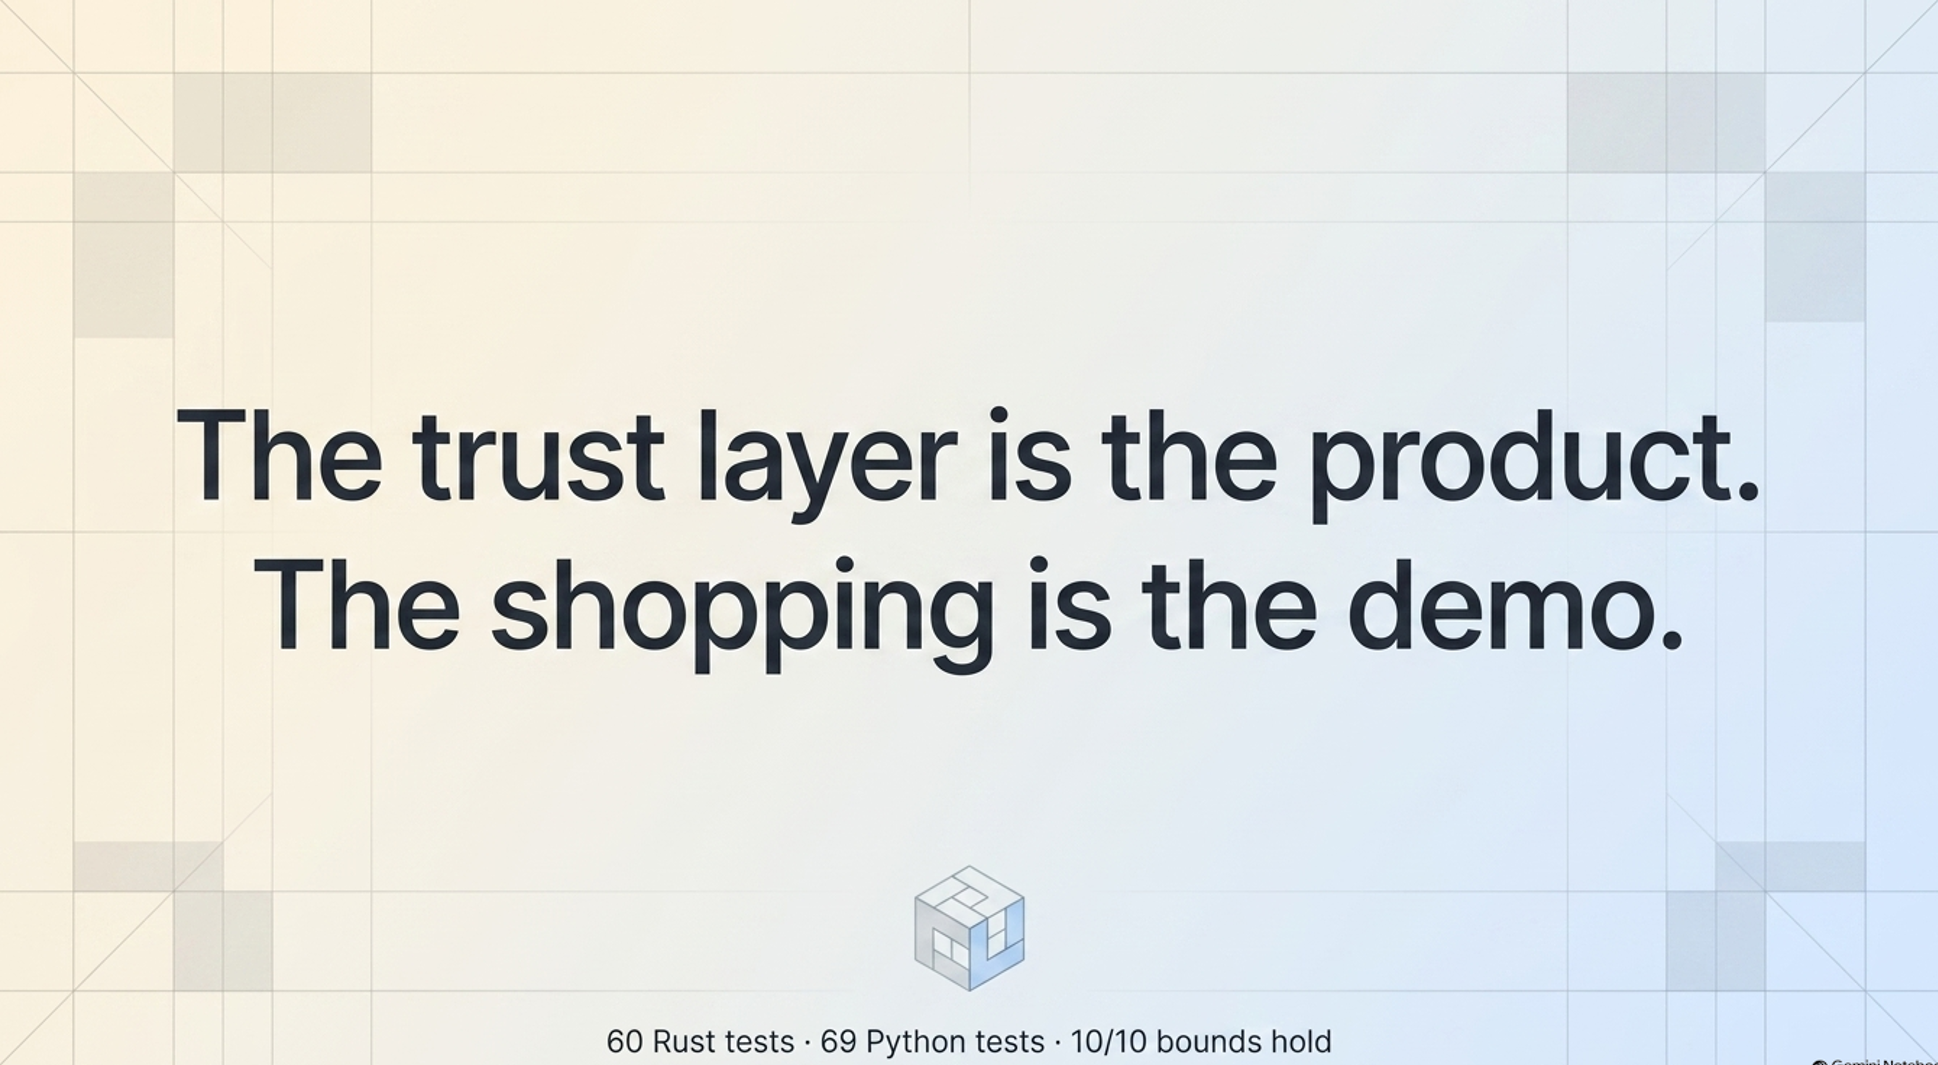 The trust layer is the product.
The shopping is the demo.
60 Rust tests · 69 Python tests · 10/10 bounds hold